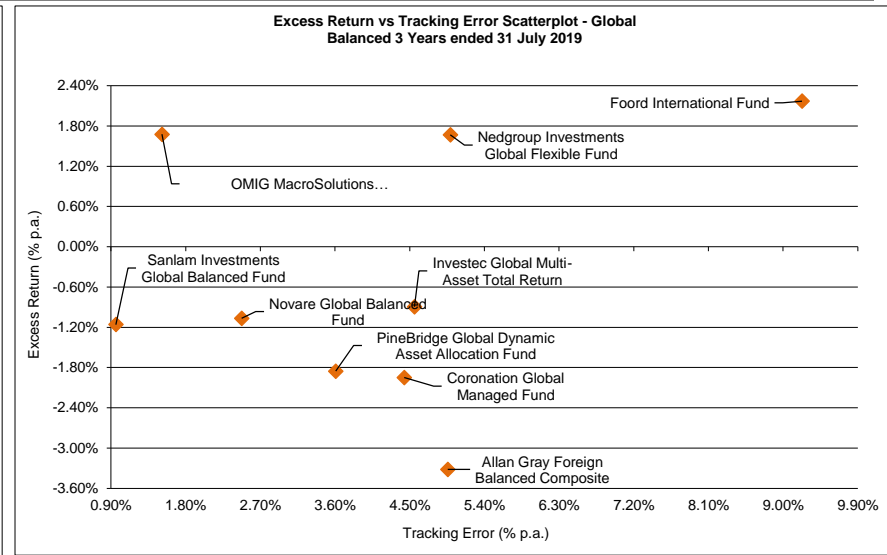 Excess Return vs Tracking Error Scatterplot - Global
Balanced 3 Years ended 31 July 2019
2.40%
1.80%
1.20%
0.60%
0.00%
-0.60%
-1.20%
-1.80%
-2.40%
-3.00%
-3.60%
Excess Return (% p.a.)
Foord International Fund
Nedgroup Investments
Global Flexible Fund
OMIG MacroSolutions…
Sanlam Investments
Global Balanced Fund
Investec Global Multi-
Asset Total Return
Novare Global Balanced
Fund
PineBridge Global Dynamic
Asset Allocation Fund
Coronation Global
Managed Fund
Allan Gray Foreign
Balanced Composite
0.90% 1.80% 2.70% 3.60% 4.50% 5.40% 6.30% 7.20% 8.10% 9.00% 9.90%
Tracking Error (% p.a.)